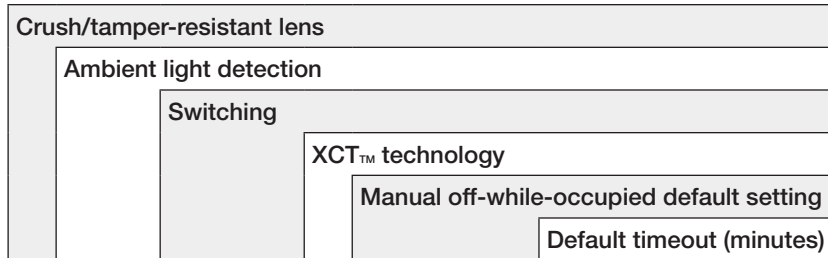 Crush/tamper-resistant lens
Ambient light detection
Switching
XCT™ technology
Manual off-while-occupied default setting
Default timeout (minutes)